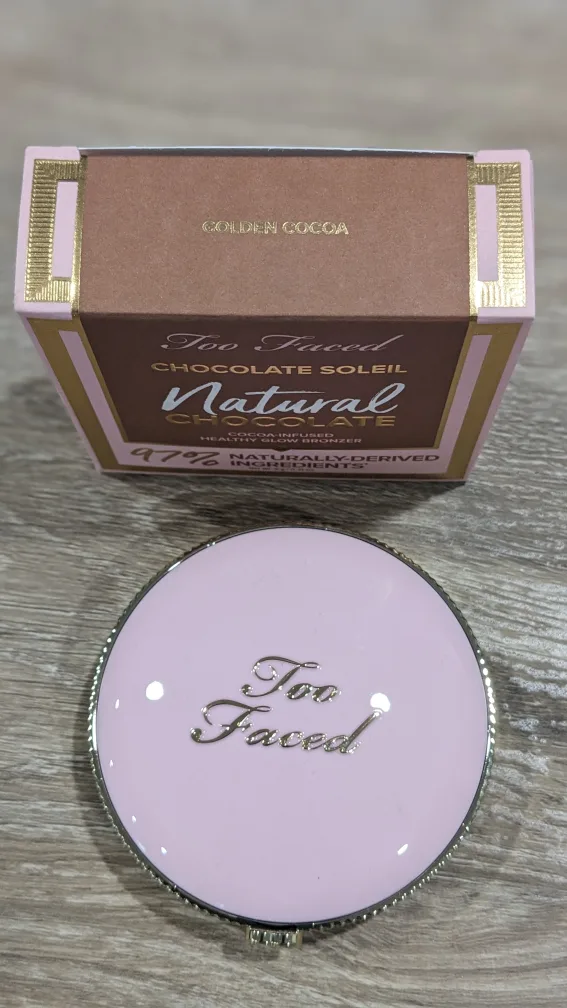 GOLDEN COCOA
Too Faced
CHOCOLATE SOLEIL
Natural
CHOCOLATE
COCOA-INFUSED
HEALTHY GLOW BRONZER
97% NATURALLY-DERIVED
INGREDIENTS*
Too
Faced